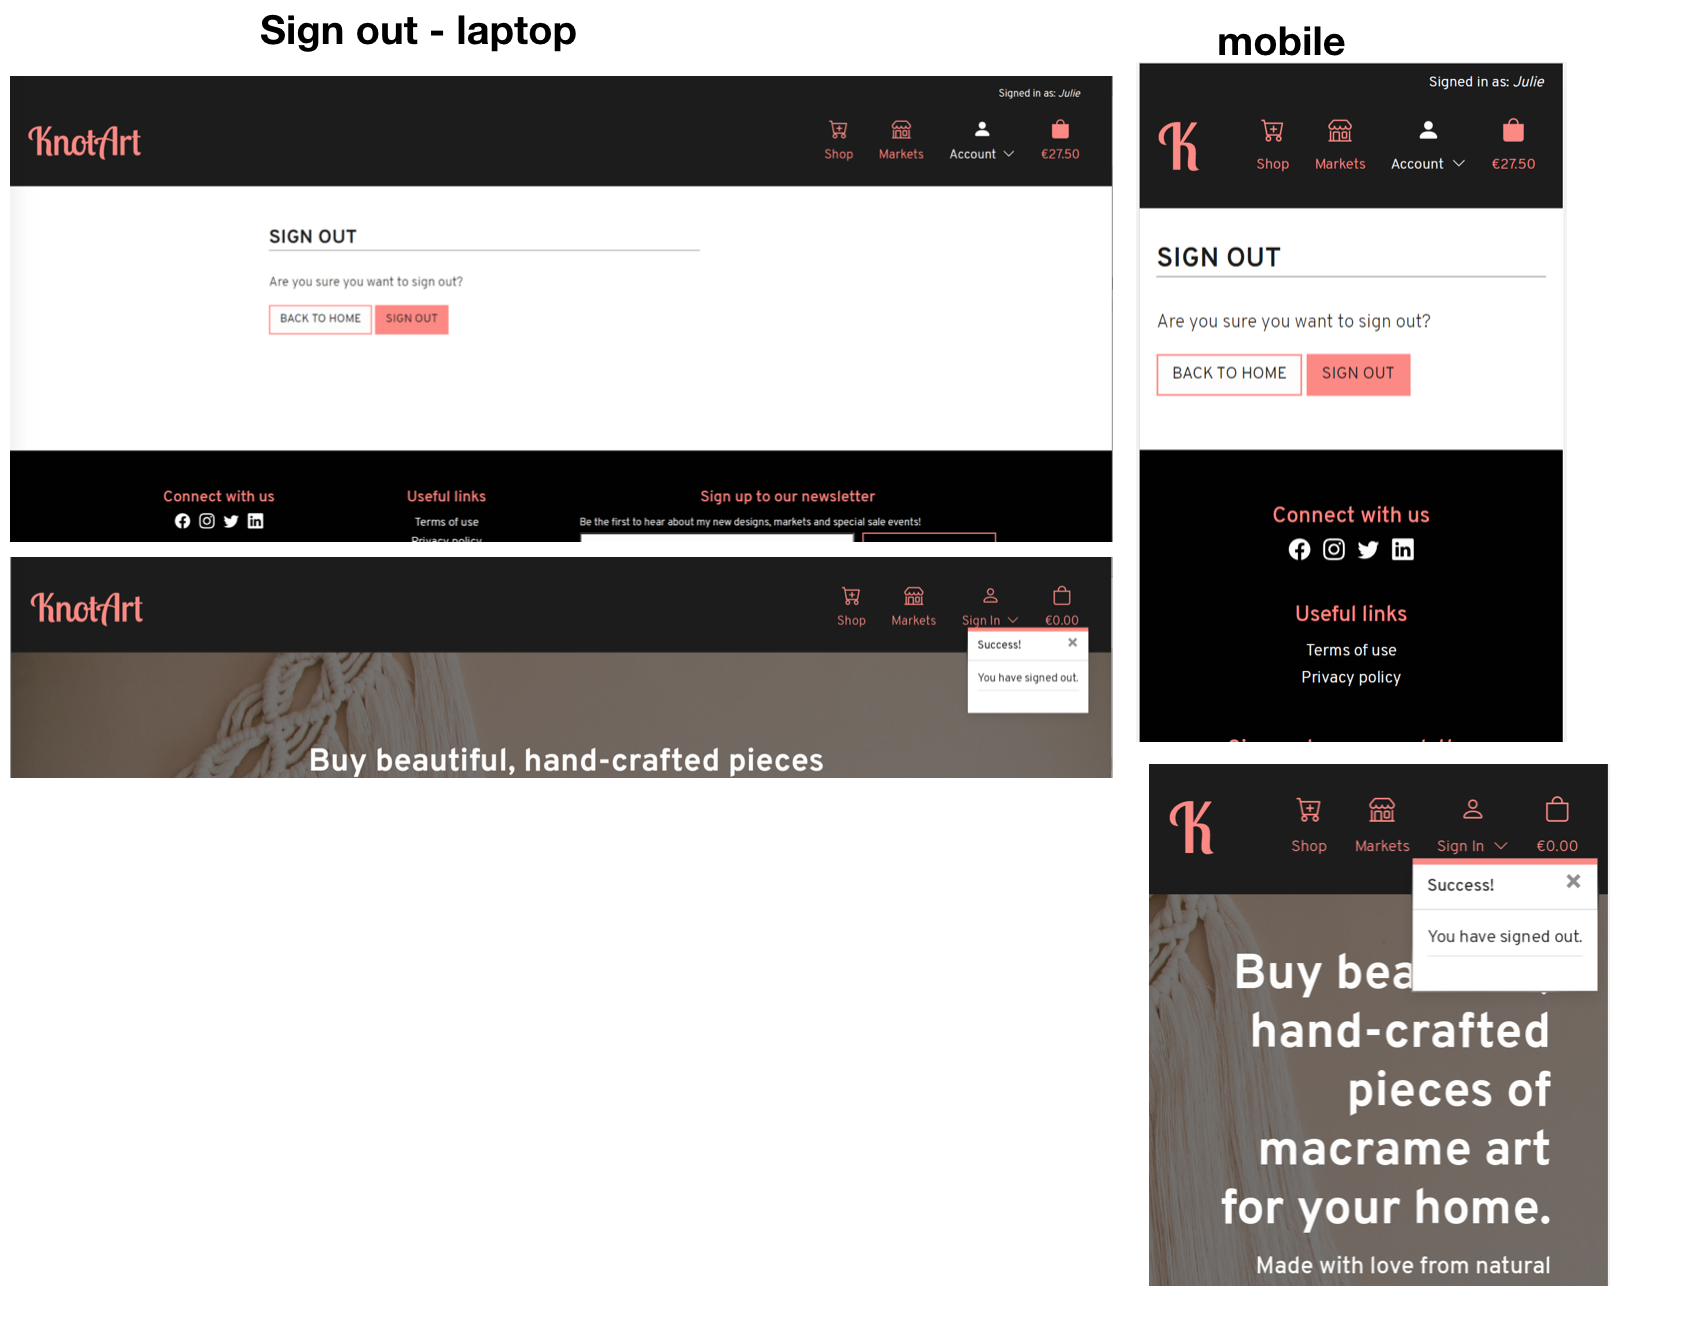 Sign out - laptop
Signed in as: Julie
KnotArt
Shop
Markets
Account
€27.50
SIGN OUT
Are you sure you want to sign out?
BACK TO HOME
SIGN OUT
Connect with us
Useful links
Terms of use
Privacy policy
Sign up to our newsletter
Be the first to hear about my new designs, markets and special sale events!
KnotArt
Shop
Markets
Sign In
€0.00
Success!
You have signed out.
Buy beautiful, hand-crafted pieces
mobile
Signed in as: Julie
K
Shop
Markets
Account
€27.50
SIGN OUT
Are you sure you want to sign out?
BACK TO HOME
SIGN OUT
Connect with us
Useful links
Terms of use
Privacy policy
K
Shop
Markets
Sign In
€0.00
Success!
You have signed out.
Buy
hand-crafted
pieces of
macrame art
for your home.
Made with love from natural